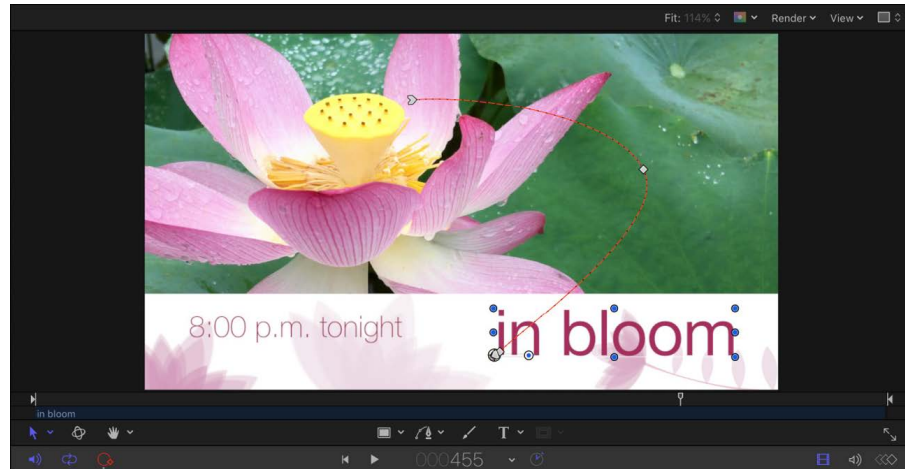 Fit: 114%
Render
View
8:00 p.m. tonight
in bloom
in bloom
T
000455